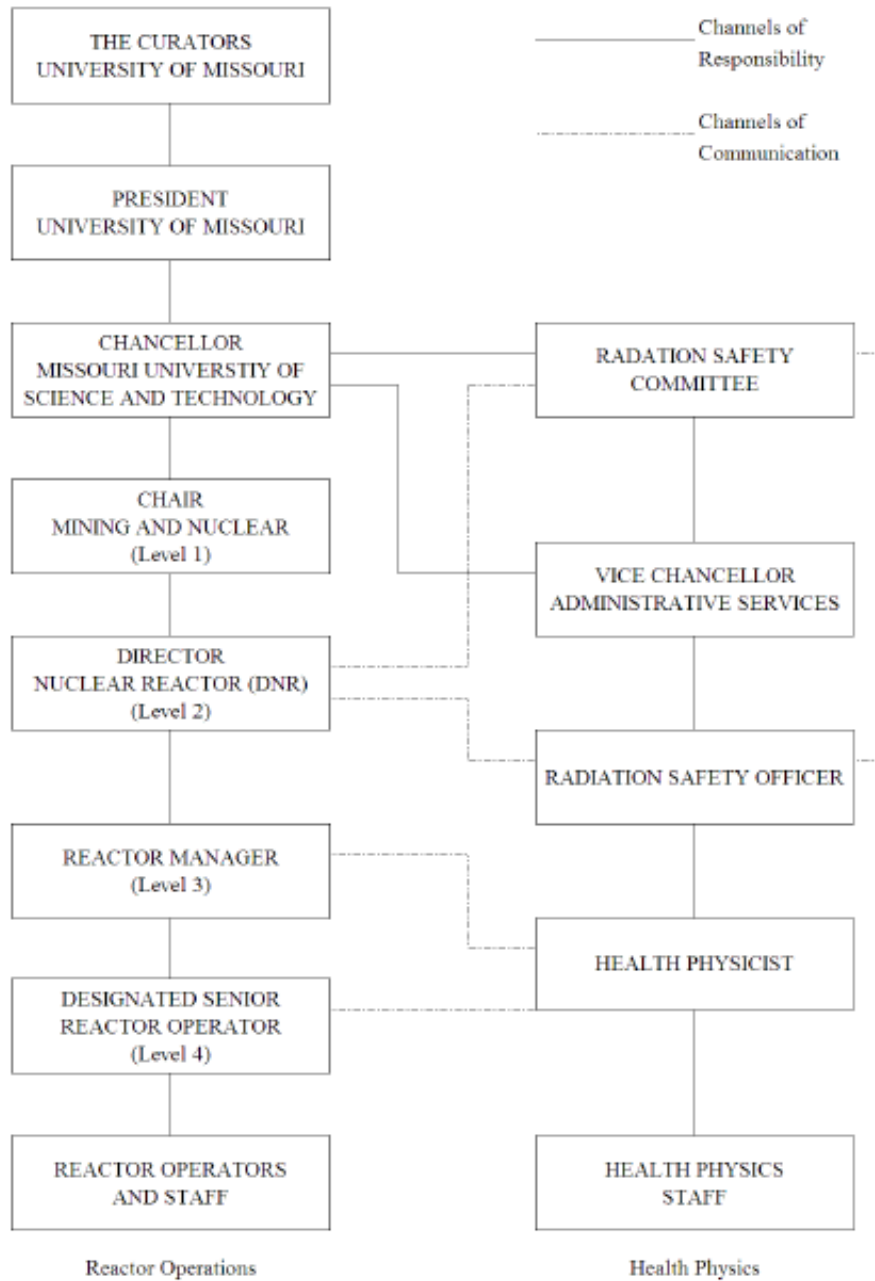 THE CURATORS
UNIVERSITY OF MISSOURI
Channels of
Responsibility
Channels of
Communication
PRESIDENT
UNIVERSITY OF MISSOURI
CHANCELLOR
MISSOURI UNIVERSTIY OF
SCIENCE AND TECHNOLOGY
RADATION SAFETY
COMMITTEE
CHAIR
MINING AND NUCLEAR
(Level 1)
VICE CHANCELLOR
ADMINISTRATIVE SERVICES
DIRECTOR
NUCLEAR REACTOR (DNR)
(Level 2)
RADIATION SAFETY OFFICER
REACTOR MANAGER
(Level 3)
HEALTH PHYSICIST
DESIGNATED SENIOR
REACTOR OPERATOR
(Level 4)
REACTOR OPERATORS
AND STAFF
HEALTH PHYSICS
STAFF
Reactor Operations
Health Physics